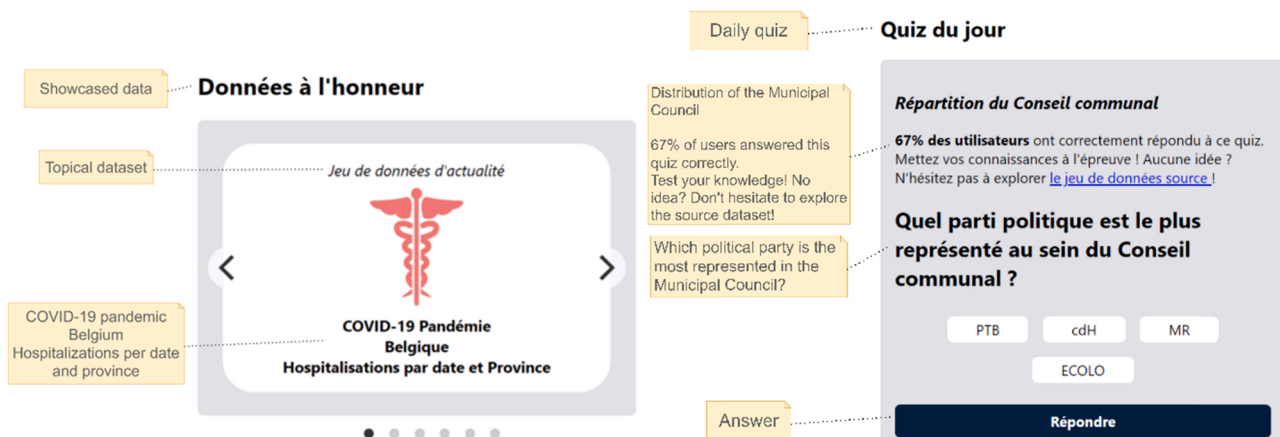 Showcased data
Données à l'honneur
Topical dataset
Jeu de données d'actualité
COVID-19 pandemic
Belgium
Hospitalizations per date
and province
COVID-19 Pandémie
Belgique
Hospitalisations par date et Province
Daily quiz
Quiz du jour
Distribution of the Municipal
Council
67% of users answered this
quiz correctly.
Test your knowledge! No
idea? Don't hesitate to explore
the source dataset!
Répartition du Conseil communal
67% des utilisateurs ont correctement répondu à ce quiz.
Mettez vos connaissances à l'épreuve ! Aucune idée ?
N'hésitez pas à explorer le jeu de données source !
Which political party is the
most represented in the
Municipal Council?
Quel parti politique est le plus
représenté au sein du Conseil
communal ?
PTB
cdH
MR
ECOLO
Answer
Répondre